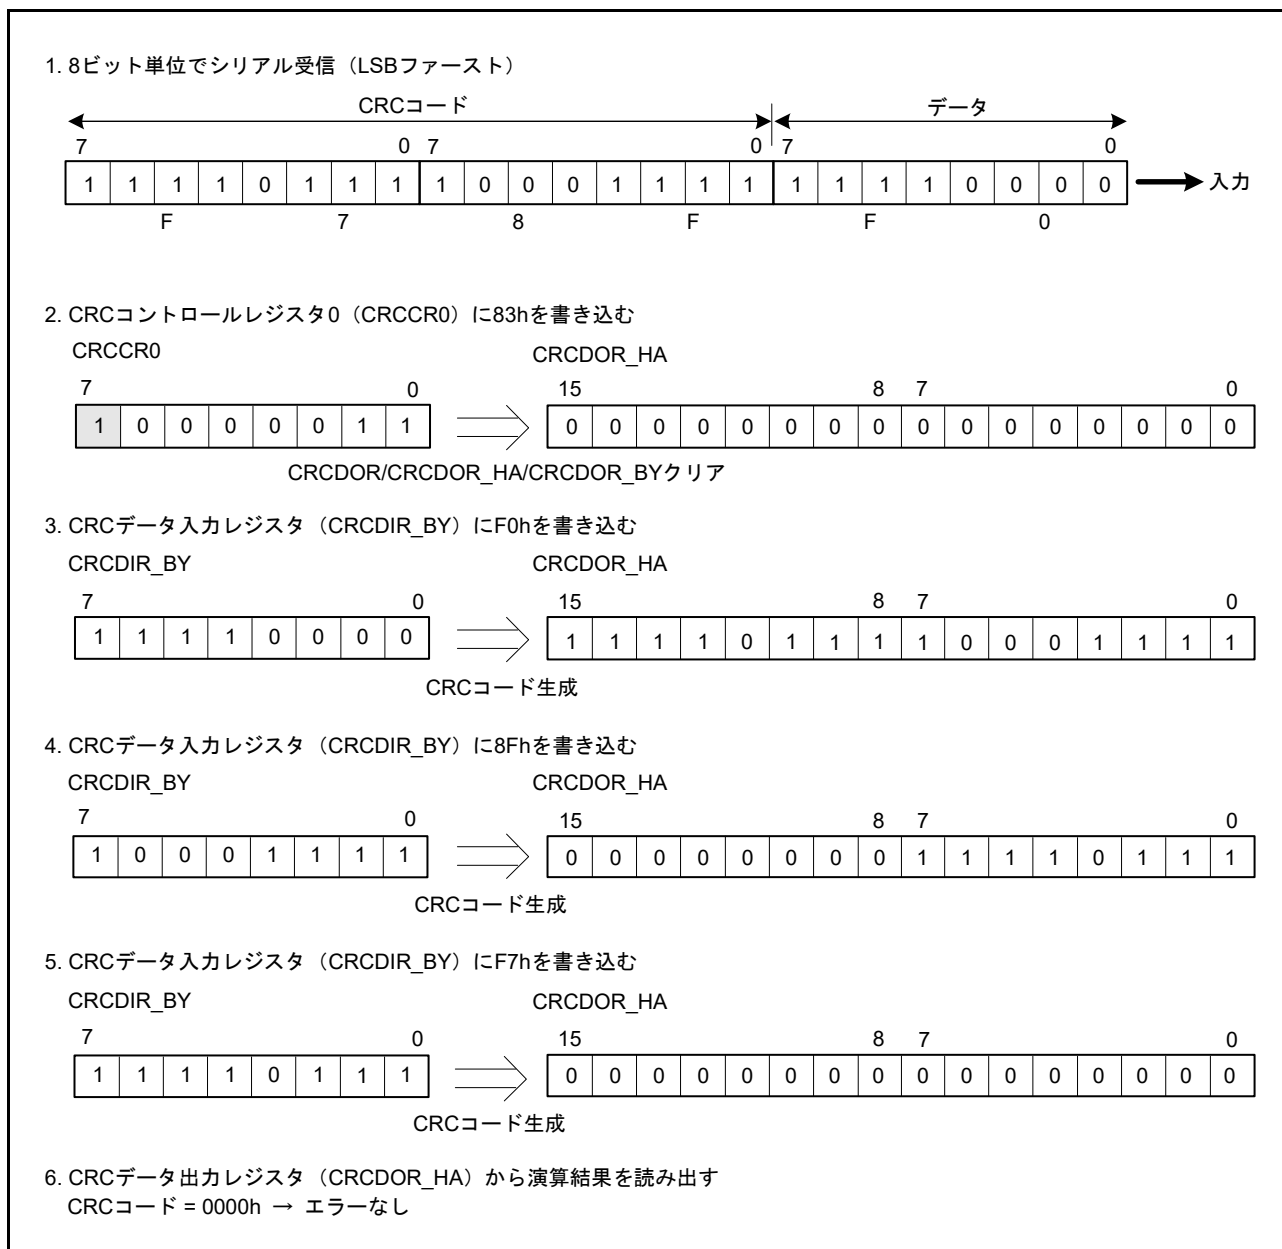 1. 8ビット単位でシリアル受信（LSBファースト）
CRCコード データ
7 0 7 0 7 0
1 1 1 1 0 1 1 1 1 0 0 0 1 1 1 1 1 1 1 1 0 0 0 0 入力
F 7 8 F F 0
2. CRCコントロールレジスタ0（CRCCR0）に83hを書き込む
CRCCR0 CRCDOR_HA
7 0 15 8 7 0
1 0 0 0 0 0 1 1 0 0 0 0 0 0 0 0 0 0 0 0 0 0 0 0
CRCDOR/CRCDOR_HA/CRCDOR_BYクリア
3. CRCデータ入力レジスタ（CRCDIR_BY）にF0hを書き込む
CRCDIR_BY CRCDOR_HA
7 0 15 8 7 0
1 1 1 1 0 0 0 0 1 1 1 1 0 1 1 1 1 0 0 0 1 1 1 1
CRCコード生成
4. CRCデータ入力レジスタ（CRCDIR_BY）に8Fhを書き込む
CRCDIR_BY CRCDOR_HA
7 0 15 8 7 0
1 0 0 0 1 1 1 1 0 0 0 0 0 0 0 0 1 1 1 1 0 1 1 1
CRCコード生成
5. CRCデータ入力レジスタ（CRCDIR_BY）にF7hを書き込む
CRCDIR_BY CRCDOR_HA
7 0 15 8 7 0
1 1 1 1 0 1 1 1 0 0 0 0 0 0 0 0 0 0 0 0 0 0 0 0
CRCコード生成
6. CRCデータ出力レジスタ（CRCDOR_HA）から演算結果を読み出す
CRCコード = 0000h → エラーなし